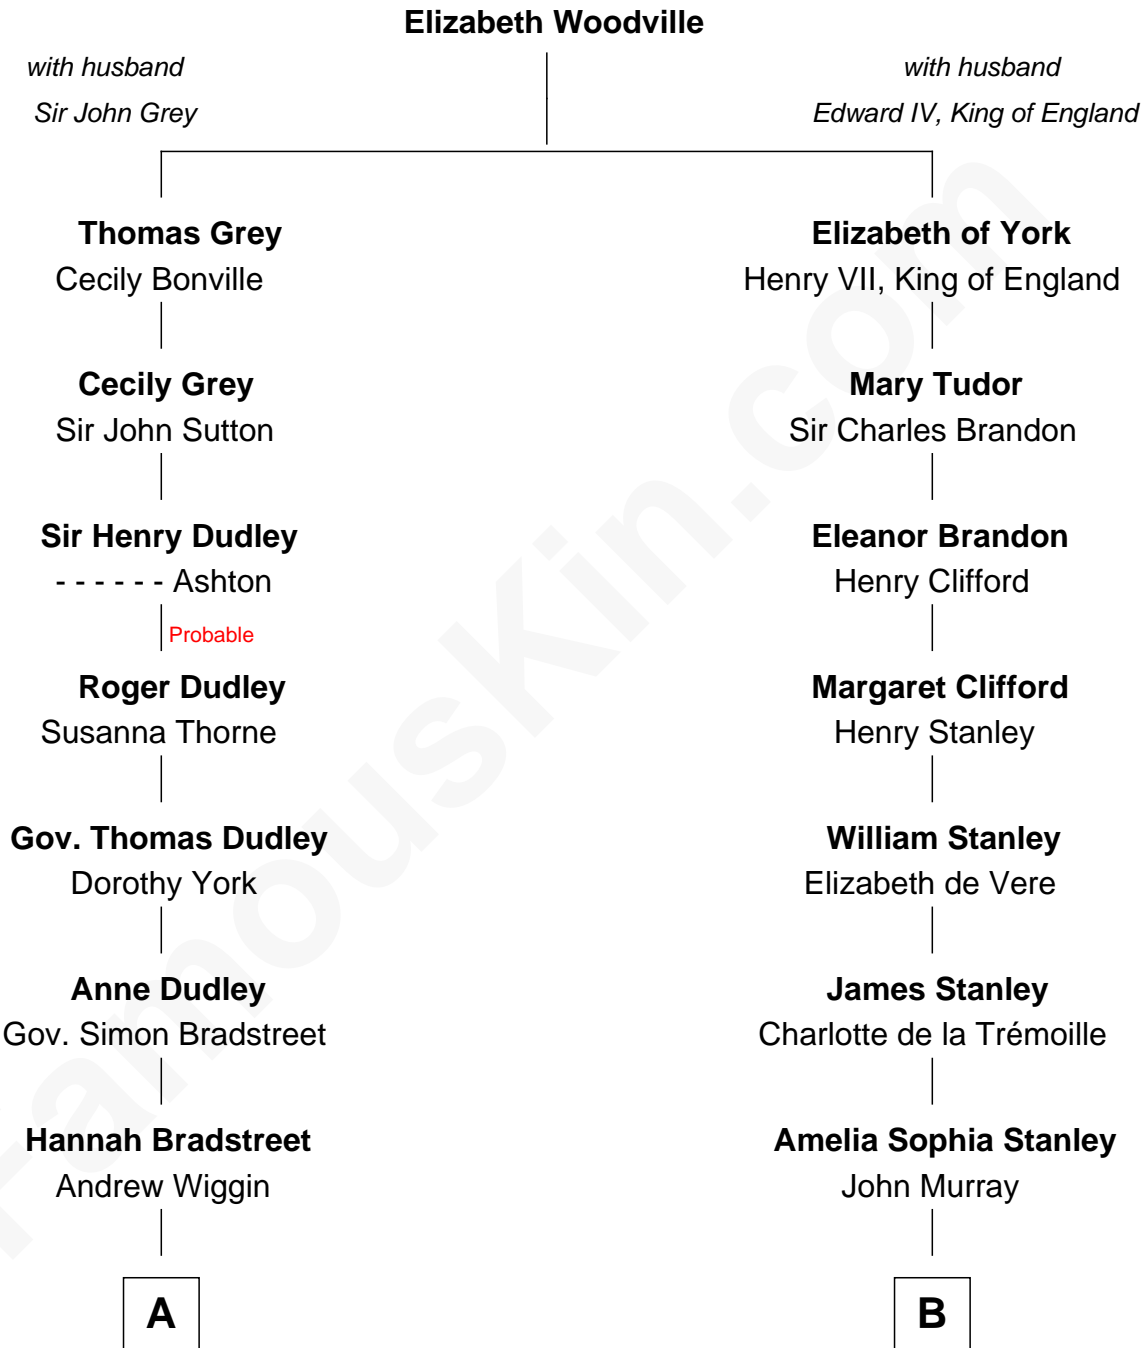 Elizabeth Woodville
with husband
Sir John Grey
with husband
Edward IV, King of England
Thomas Grey
Cecily Bonville
Elizabeth of York
Henry VII, King of England
Cecily Grey
Sir John Sutton
Mary Tudor
Sir Charles Brandon
Sir Henry Dudley
- - - - - - Ashton
Probable
Eleanor Brandon
Henry Clifford
Roger Dudley
Susanna Thorne
Margaret Clifford
Henry Stanley
Gov. Thomas Dudley
Dorothy York
William Stanley
Elizabeth de Vere
Anne Dudley
Gov. Simon Bradstreet
James Stanley
Charlotte de la Trémoille
Hannah Bradstreet
Andrew Wiggin
Amelia Sophia Stanley
John Murray
A
B
FamousKin.com